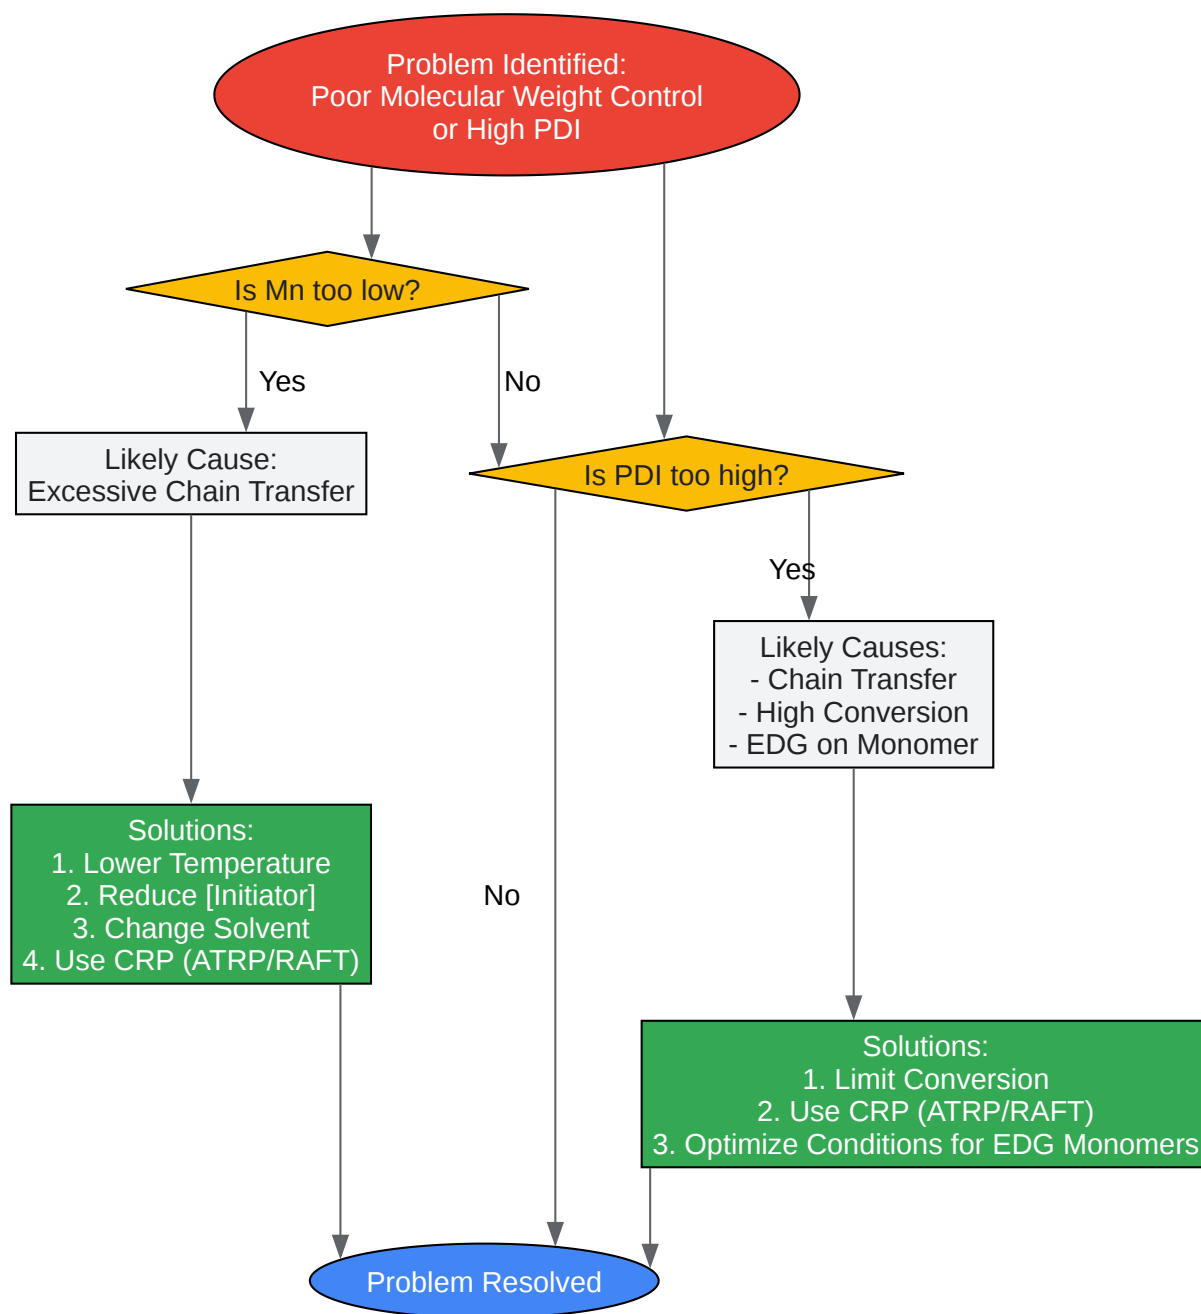 Problem Identified:
Poor Molecular Weight Control
or High PDI
Is Mn too low?
Yes
No
Likely Cause:
Excessive Chain Transfer
Is PDI too high?
Yes
Likely Causes:
- Chain Transfer
- High Conversion
- EDG on Monomer
Solutions:
1. Lower Temperature
2. Reduce [Initiator]
3. Change Solvent
4. Use CRP (ATRP/RAFT)
No
Solutions:
1. Limit Conversion
2. Use CRP (ATRP/RAFT)
3. Optimize Conditions for EDG Monomers
Problem Resolved